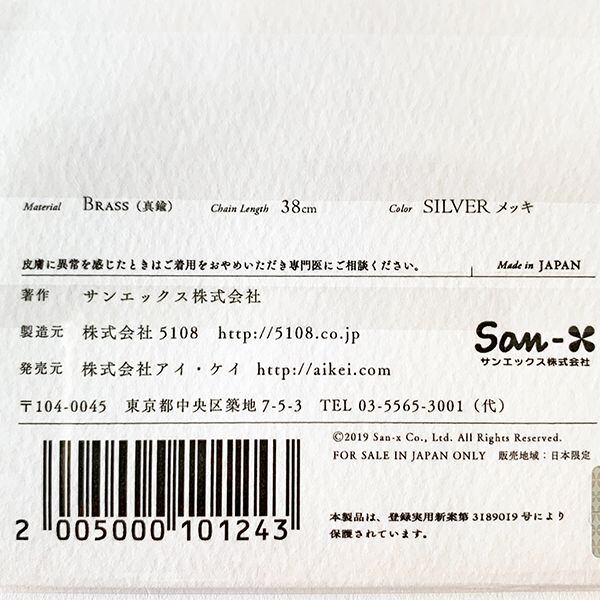 Material BRASS（真鍮） Chain Length 38cm Color SILVER メッキ
皮膚に異常を感じたときはご着用をおやめいただき専門医にご相談ください。 Made in JAPAN
著作 サンエックス株式会社
製造元 株式会社 5108 http://5108.co.jp
San-X
サンエックス株式会社
発売元 株式会社アイ・ケイ http://aikei.com
〒104-0045 東京都中央区築地 7-5-3 TEL 03-5565-3001（代）
©2019 San-x Co., Ltd. All Rights Reserved.
FOR SALE IN JAPAN ONLY 販売地域：日本限定
2 005000 101243
本製品は、登録実用新案第 3189019 号により
保護されています。